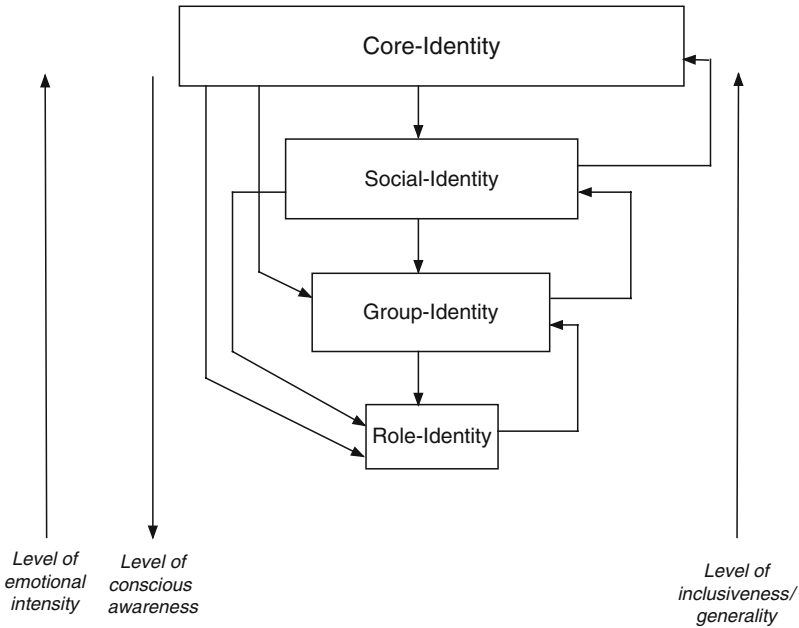 Core-Identity
Social-Identity
Group-Identity
Role-Identity
Level of
emotional
intensity
Level of
conscious
awareness
Level of
inclusiveness/
generality